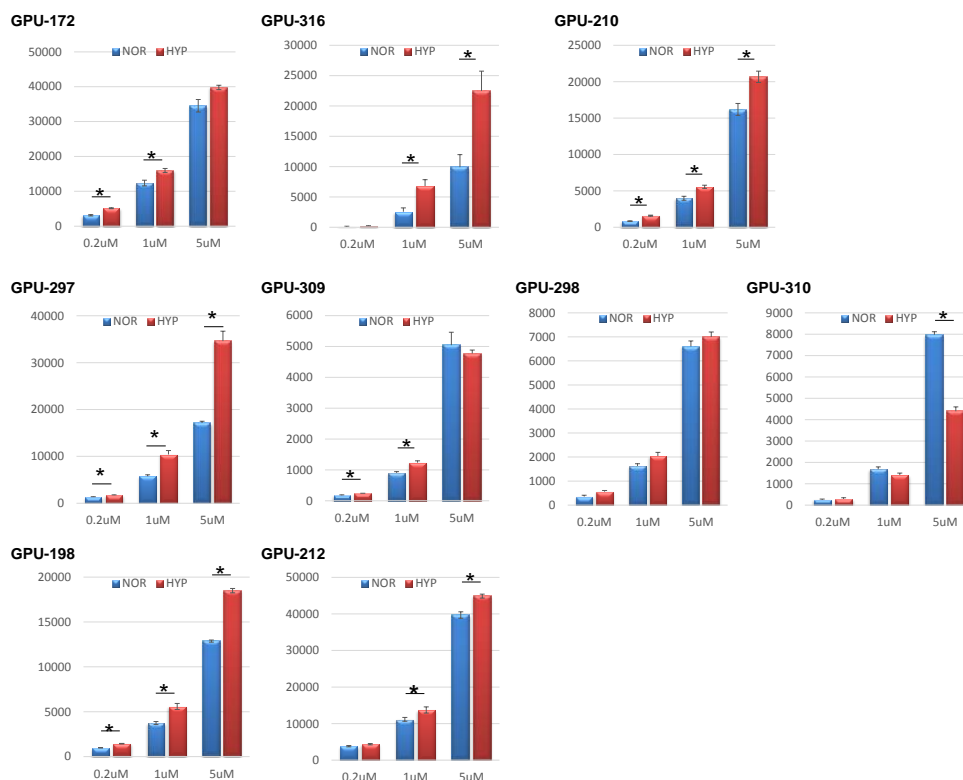 GPU-172
NOR HYP
50000
40000
30000
20000
10000
0
*
*
0.2uM 1uM 5uM
GPU-316
NOR HYP
30000
25000
20000
15000
10000
5000
0
*
*
0.2uM 1uM 5uM
GPU-210
NOR HYP
25000
20000
15000
10000
5000
0
*
*
*
0.2uM 1uM 5uM
GPU-297
NOR HYP
40000
30000
20000
10000
0
*
*
*
0.2uM 1uM 5uM
GPU-309
NOR HYP
6000
5000
4000
3000
2000
1000
0
*
*
0.2uM 1uM 5uM
GPU-298
NOR HYP
8000
7000
6000
5000
4000
3000
2000
1000
0
0.2uM 1uM 5uM
GPU-310
NOR HYP
9000
8000
7000
6000
5000
4000
3000
2000
1000
0
*
0.2uM 1uM 5uM
GPU-198
NOR HYP
20000
15000
10000
5000
0
*
*
*
0.2uM 1uM 5uM
GPU-212
NOR HYP
50000
40000
30000
20000
10000
0
*
*
0.2uM 1uM 5uM